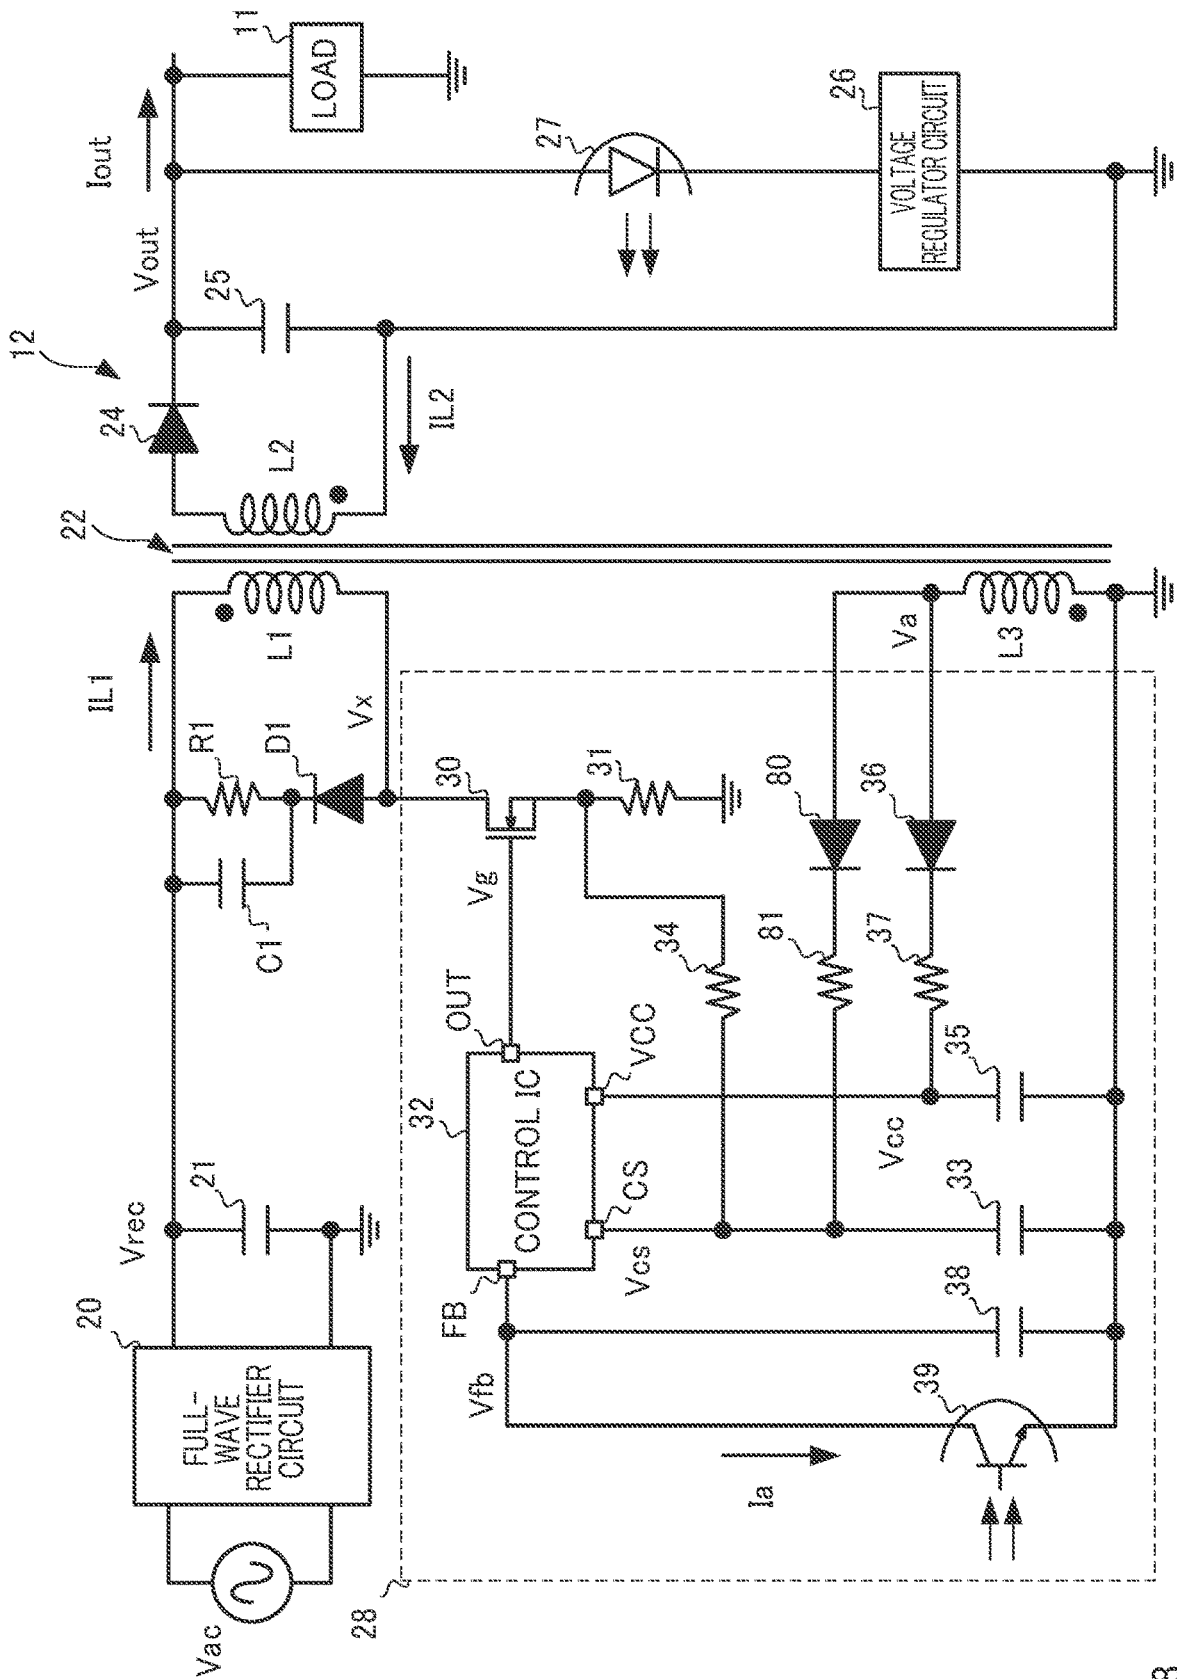 Vac
FULL-
WAVE
RECTIFIER
CIRCUIT
20
Vrec
21
C1
R1
D1
IL1
L1
Vx
22
L2
24
12
IL2
25
Vout
Iout
11
LOAD
27
26
VOLTAGE
REGULATOR CIRCUIT
28
Vfb
FB
32
CONTROL IC
OUT
Vg
30
31
CS
VCC
Vcs
Vcc
34
80
81
36
37
Va
L3
35
33
38
39
Ia
8